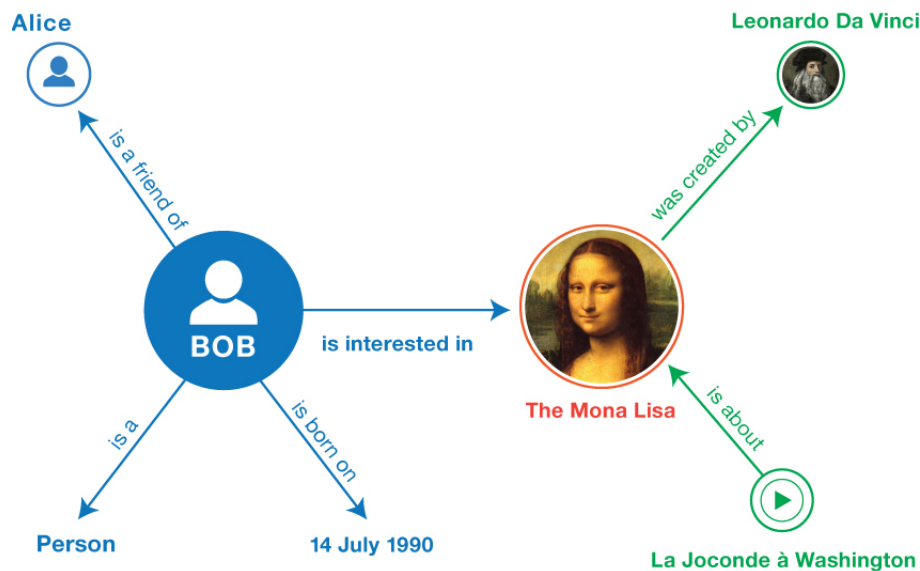 Alice
Leonardo Da Vinci
is a friend of
was created by
BOB
is interested in
The Mona Lisa
is a
is born on
is about
Person
14 July 1990
La Joconde à Washington